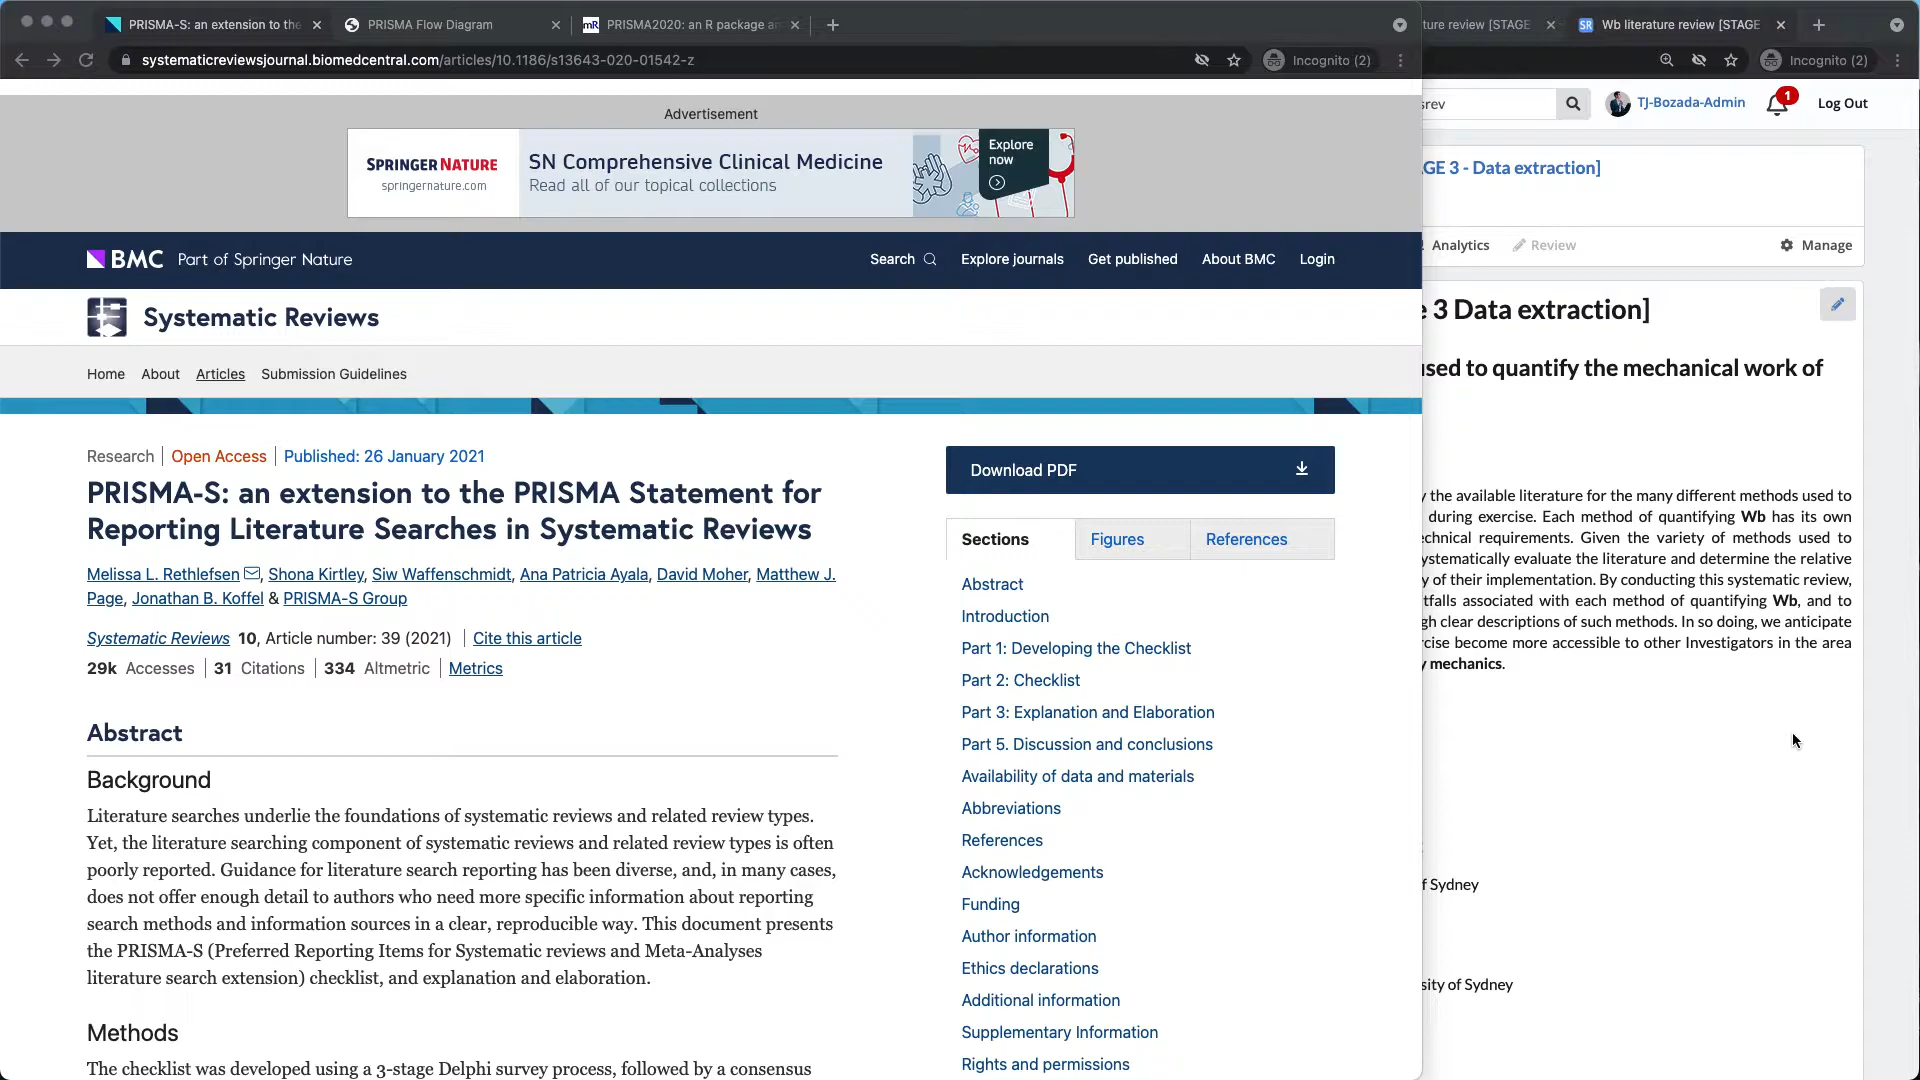 PRISMA-S: an extension to the
PRISMA Flow Diagram
mR PRISMA2020: an R package a
ture review [STAGE
SR Wb literature review [STAGE
systematicreviewsjournal.biomedcentral.com/articles/10.1186/s13643-020-01542-z
Incognito (2)
Incognito (2)
Advertisement
SPRINGER NATURE
springernature.com
SN Comprehensive Clinical Medicine
Read all of our topical collections
Explore
now
BMC Part of Springer Nature
Search
Explore journals
Get published
About BMC
Login
Systematic Reviews
Home
About
Articles
Submission Guidelines
Research
Open Access
Published: 26 January 2021
PRISMA-S: an extension to the PRISMA Statement for
Reporting Literature Searches in Systematic Reviews
Melissa L. Rethlefsen, Shona Kirtley, Siw Waffenschmidt, Ana Patricia Ayala, David Moher, Matthew J.
Page, Jonathan B. Koffel & PRISMA-S Group
Systematic Reviews 10, Article number: 39 (2021) Cite this article
29k Accesses 31 Citations 334 Altmetric Metrics
Abstract
Background
Literature searches underlie the foundations of systematic reviews and related review types.
Yet, the literature searching component of systematic reviews and related review types is often
poorly reported. Guidance for literature search reporting has been diverse, and, in many cases,
does not offer enough detail to authors who need more specific information about reporting
search methods and information sources in a clear, reproducible way. This document presents
the PRISMA-S (Preferred Reporting Items for Systematic reviews and Meta-Analyses
literature search extension) checklist, and explanation and elaboration.
Methods
The checklist was developed using a 3-stage Delphi survey process, followed by a consensus
Download PDF
Sections
Figures
References
Abstract
Introduction
Part 1: Developing the Checklist
Part 2: Checklist
Part 3: Explanation and Elaboration
Part 5. Discussion and conclusions
Availability of data and materials
Abbreviations
References
Acknowledgements
Funding
Author information
Ethics declarations
Additional information
Supplementary Information
Rights and permissions
srev
TJ-Bozada-Admin
1
Log Out
GE 3 - Data extraction]
Analytics
Review
Manage
e 3 Data extraction]
used to quantify the mechanical work of
y the available literature for the many different methods used to
during exercise. Each method of quantifying Wb has its own
chnical requirements. Given the variety of methods used to
ystematically evaluate the literature and determine the relative
y of their implementation. By conducting this systematic review,
tfalls associated with each method of quantifying Wb, and to
gh clear descriptions of such methods. In so doing, we anticipate
rcise become more accessible to other Investigators in the area
y mechanics.
f Sydney
sity of Sydney